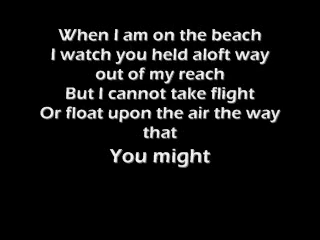 When I am on the beach
I watch you held aloft way
out of my reach
But I cannot take flight
Or float upon the air the way
that
You might